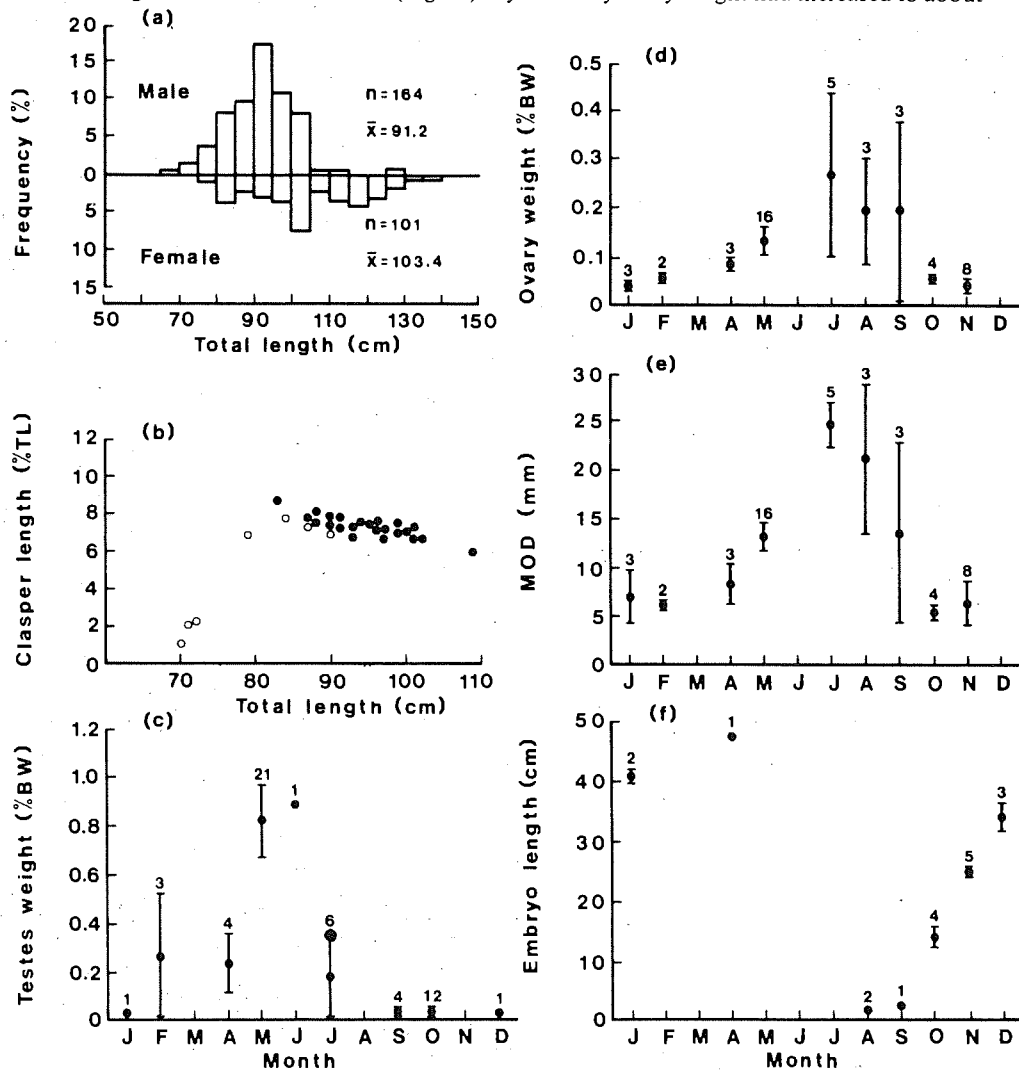 weight had increased to about
(a)
Frequency (%)
20
15
10
5
0
5
10
15
Male
n=164
x̄=91.2
Female
n=101
x̄=103.4
50 70 90 110 130 150
Total length (cm)
(b)
Clasper length (%TL)
12
10
8
6
4
2
0
70 80 90 100 110
Total length (cm)
(c)
Testes weight (%BW)
1.2
1.0
0.8
0.6
0.4
0.2
0
1 3 4 21 1 6 4 12 1
J F M A M J J A S O N D
Month
(d)
Ovary weight (%BW)
0.5
0.4
0.3
0.2
0.1
0
3 2 3 16 5 3 3 4 8
J F M A M J J A S O N D
(e)
MOD (mm)
30
25
20
15
10
5
0
3 2 3 16 5 3 3 4 8
J F M A M J J A S O N D
(f)
Embryo length (cm)
50
40
30
20
10
0
2 1 2 1 4 5 3
J F M A M J J A S O N D
Month